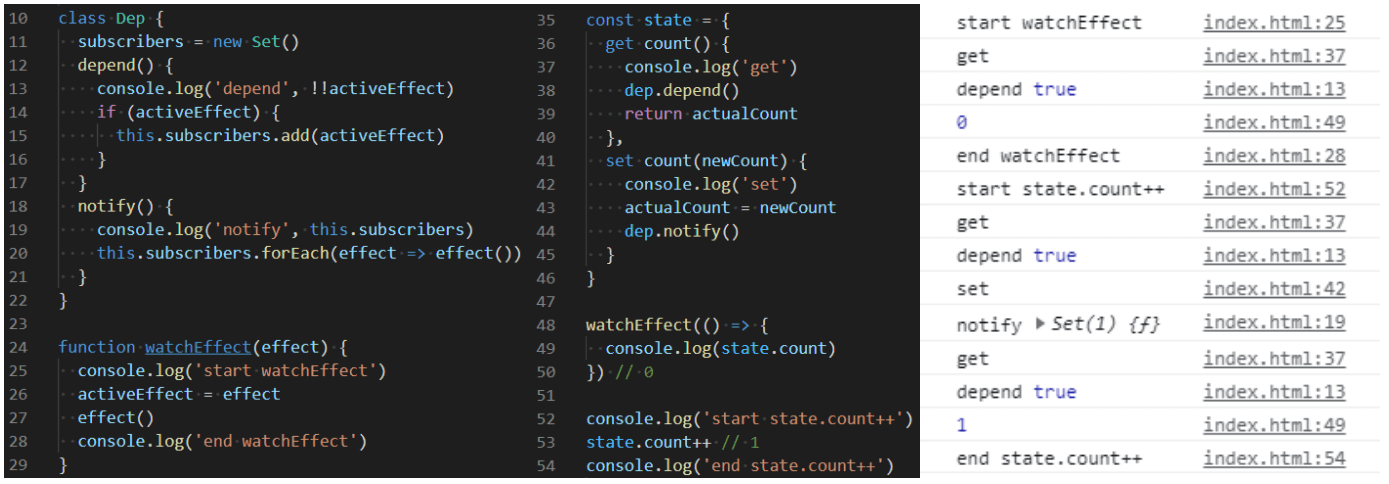 10 class Dep {
11 subscribers = new Set()
12 depend() {
13 console.log('depend', !!activeEffect)
14 if (activeEffect) {
15 this.subscribers.add(activeEffect)
16 }
17 }
18 notify() {
19 console.log('notify', this.subscribers)
20 this.subscribers.forEach(effect => effect())
21 }
22 }
23
24 function watchEffect(effect) {
25 console.log('start watchEffect')
26 activeEffect = effect
27 effect()
28 console.log('end watchEffect')
29 }
35 const state = {
36 get count() {
37 console.log('get')
38 dep.depend()
39 return actualCount
40 },
41 set count(newCount) {
42 console.log('set')
43 actualCount = newCount
44 dep.notify()
45 }
46 }
47
48 watchEffect(() => {
49 console.log(state.count)
50 }) // 0
51
52 console.log('start state.count++')
53 state.count++ // 1
54 console.log('end state.count++')
start watchEffect index.html:25
get index.html:37
depend true index.html:13
0 index.html:49
end watchEffect index.html:28
start state.count++ index.html:52
get index.html:37
depend true index.html:13
set index.html:42
notify ▶ Set(1) {ƒ} index.html:19
get index.html:37
depend true index.html:13
1 index.html:49
end state.count++ index.html:54